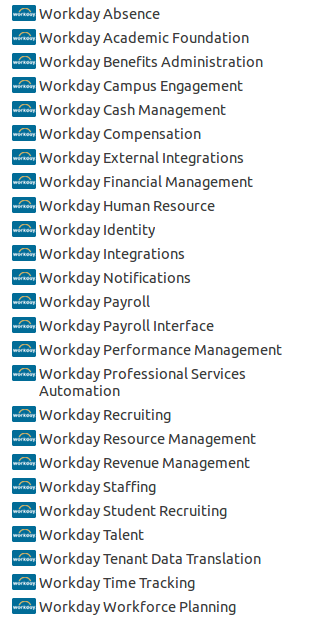 Workday Absence
Workday Academic Foundation
Workday Benefits Administration
Workday Campus Engagement
Workday Cash Management
Workday Compensation
Workday External Integrations
Workday Financial Management
Workday Human Resource
Workday Identity
Workday Integrations
Workday Notifications
Workday Payroll
Workday Payroll Interface
Workday Performance Management
Workday Professional Services
Automation
Workday Recruiting
Workday Resource Management
Workday Revenue Management
Workday Staffing
Workday Student Recruiting
Workday Talent
Workday Tenant Data Translation
Workday Time Tracking
Workday Workforce Planning